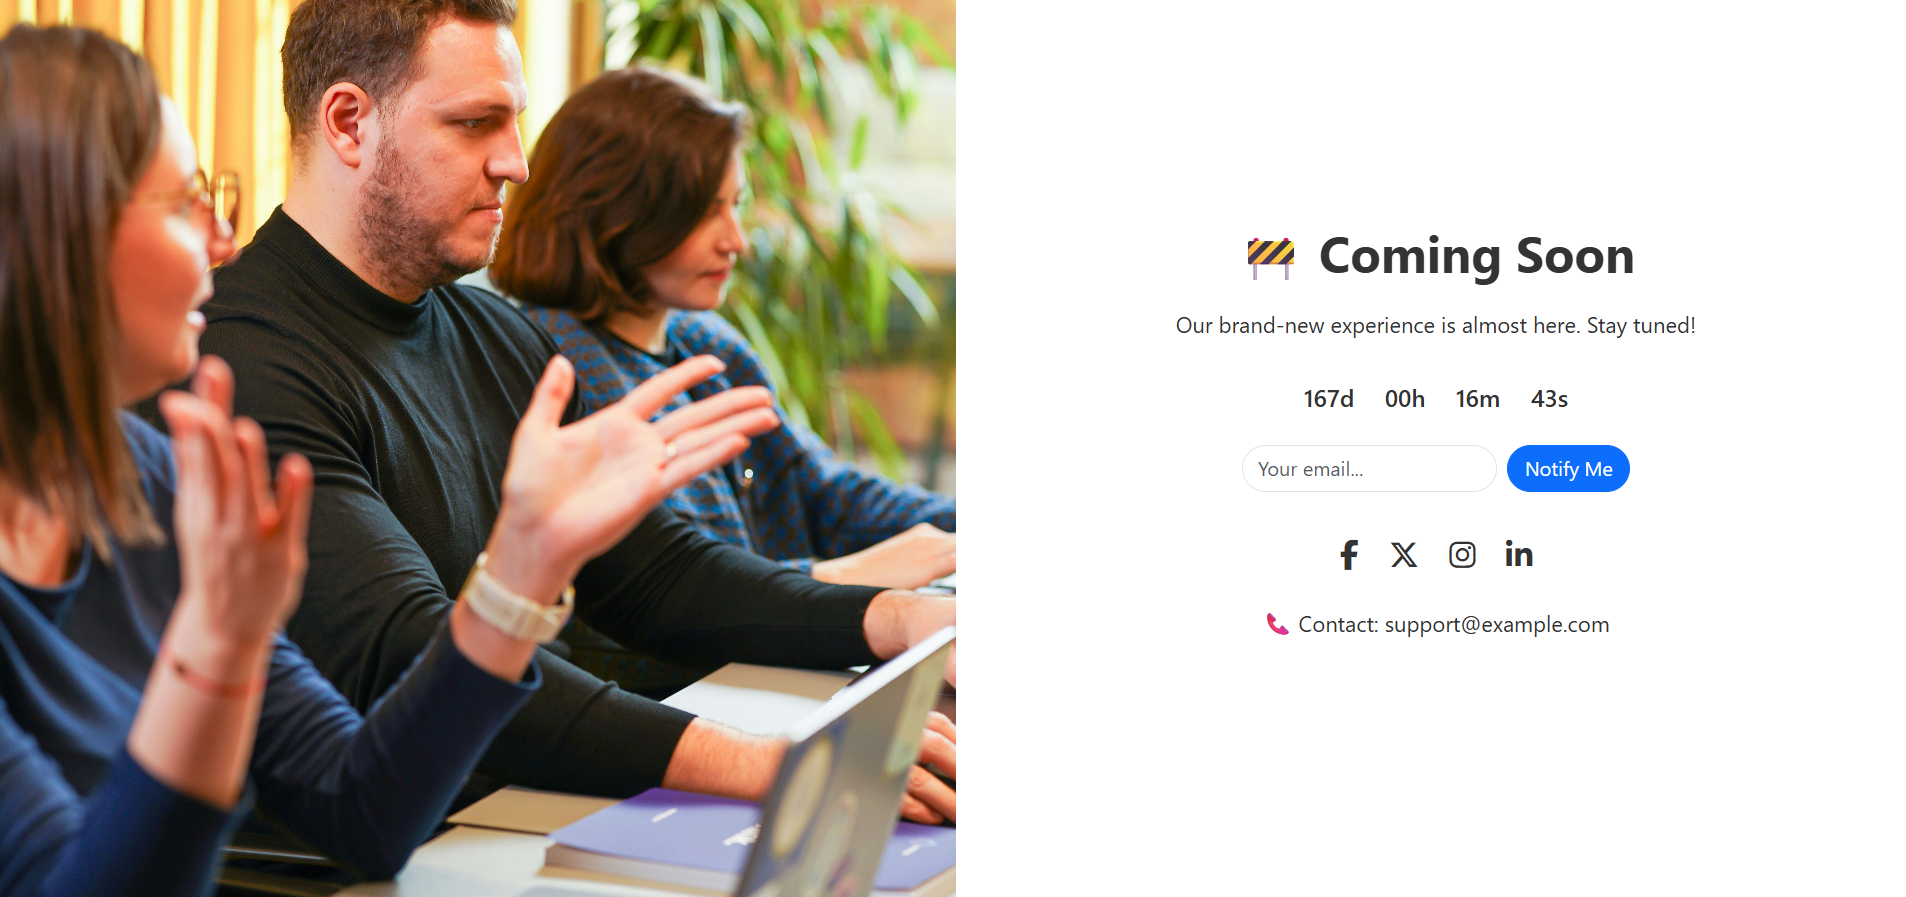 🚧 Coming Soon
Our brand-new experience is almost here. Stay tuned!
167d 00h 16m 43s
Your email... Notify Me
📞 Contact: support@example.com